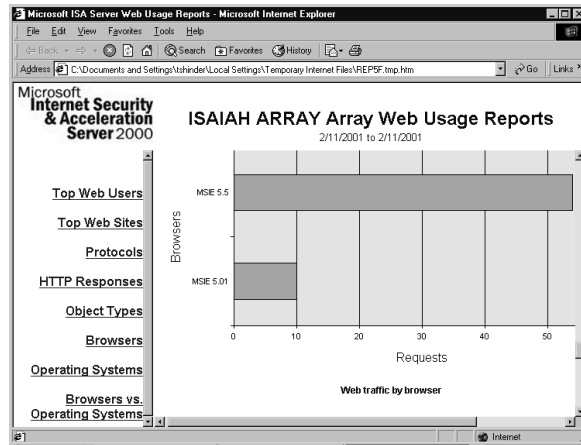 Microsoft ISA Server Web Usage Reports - Microsoft Internet Explorer
File Edit View Favorites Tools Help
Back Search Favorites History
Address C:\Documents and Settings\tshinder\Local Settings\Temporary Internet Files\REP5F.tmp.htm Go Links »
Microsoft
Internet Security
& Acceleration
Server 2000
ISAIAH ARRAY Array Web Usage Reports
2/11/2001 to 2/11/2001
Top Web Users
Top Web Sites
Protocols
HTTP Responses
Object Types
Browsers
Operating Systems
Browsers vs.
Operating Systems
Browsers
MSIE 5.5
MSIE 5.01
0 10 20 30 40 50
Requests
Web traffic by browser
Internet